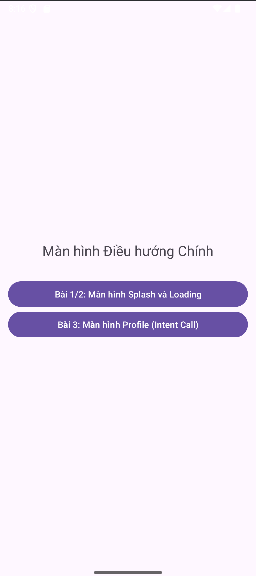 Màn hình Điều hướng Chính
Bài 1/2: Màn hình Splash và Loading
Bài 3: Màn hình Profile (Intent Call)